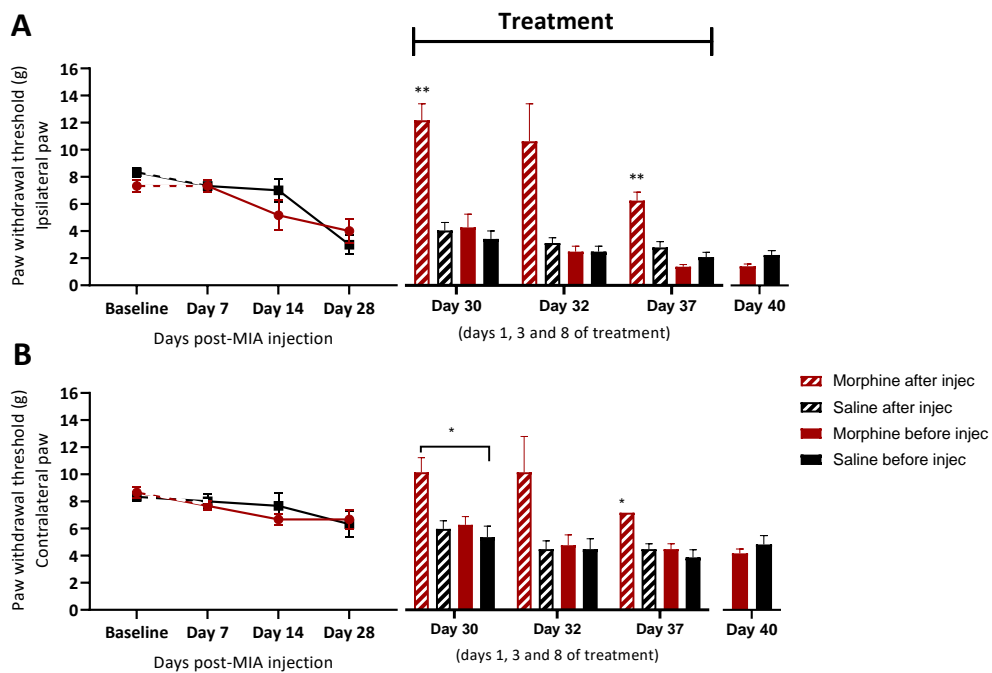 A
Treatment
Paw withdrawal threshold (g)
Ipsilateral paw
16
14
12
10
8
6
4
2
0
**
**
Baseline Day 7 Day 14 Day 28
Day 30 Day 32 Day 37 Day 40
Days post-MIA injection
(days 1, 3 and 8 of treatment)
B
Paw withdrawal threshold (g)
Contralateral paw
16
14
12
10
8
6
4
2
0
*
*
Baseline Day 7 Day 14 Day 28
Day 30 Day 32 Day 37 Day 40
Days post-MIA injection
(days 1, 3 and 8 of treatment)
Morphine after injec
Saline after injec
Morphine before injec
Saline before injec